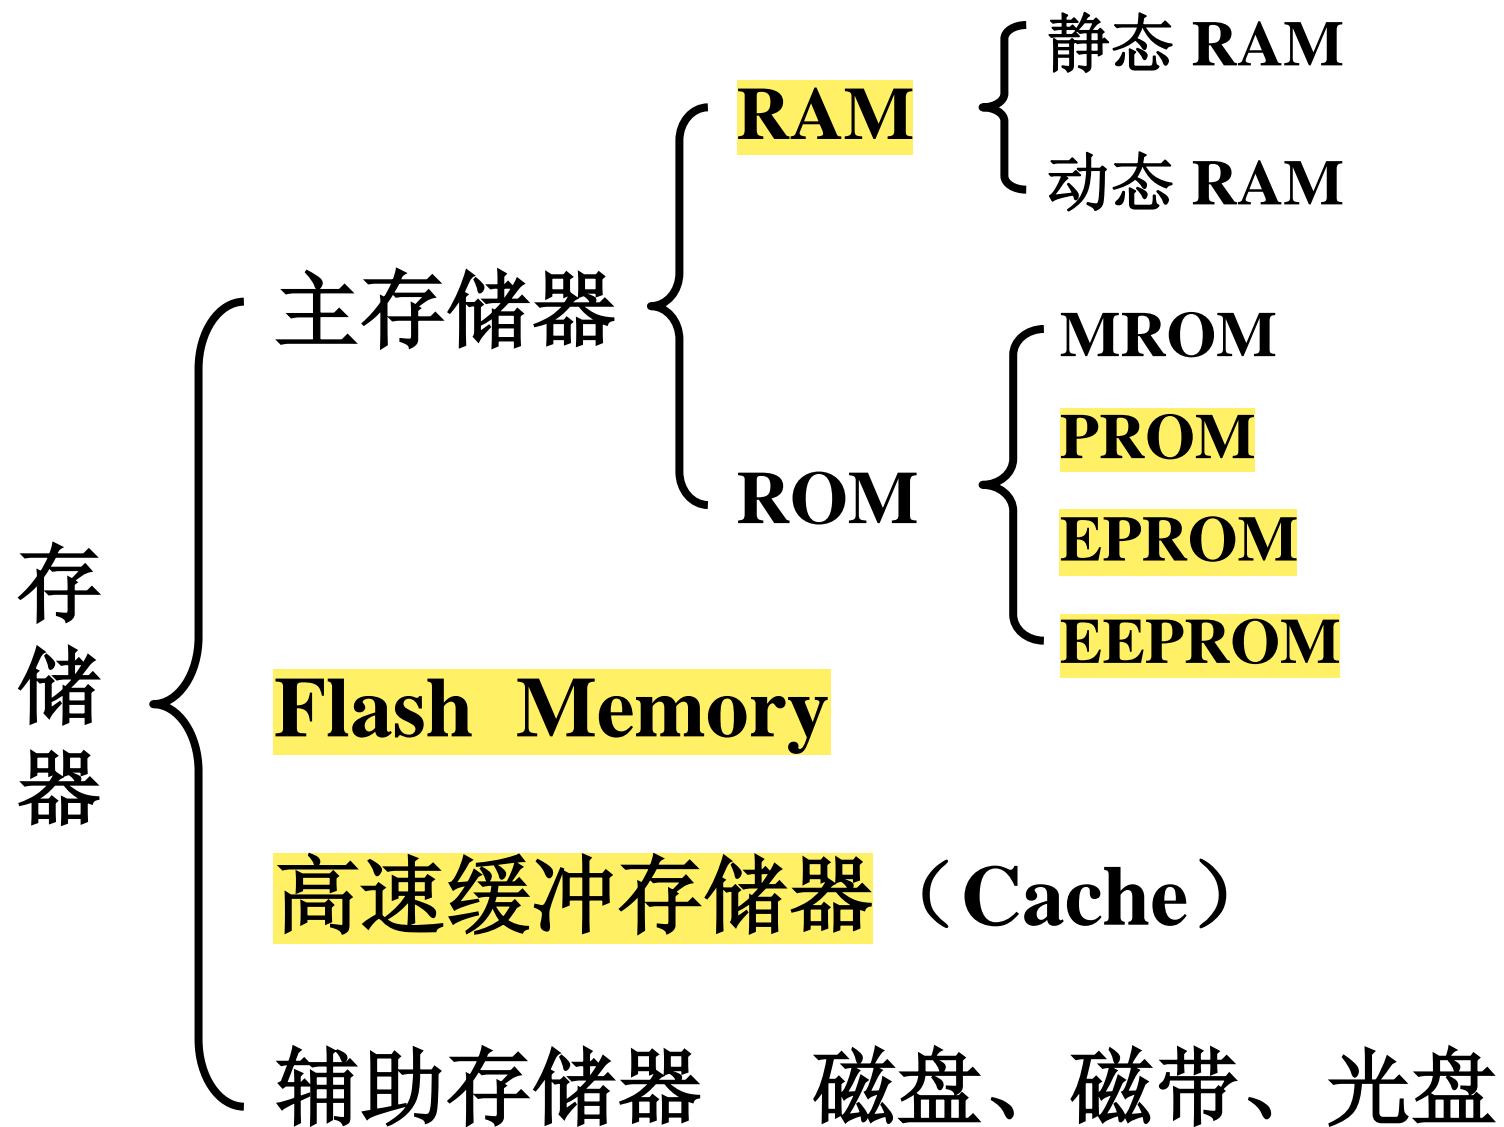 存储器
主存储器
RAM
静态 RAM
动态 RAM
ROM
MROM
PROM
EPROM
EEPROM
Flash Memory
高速缓冲存储器（Cache）
辅助存储器 磁盘、磁带、光盘